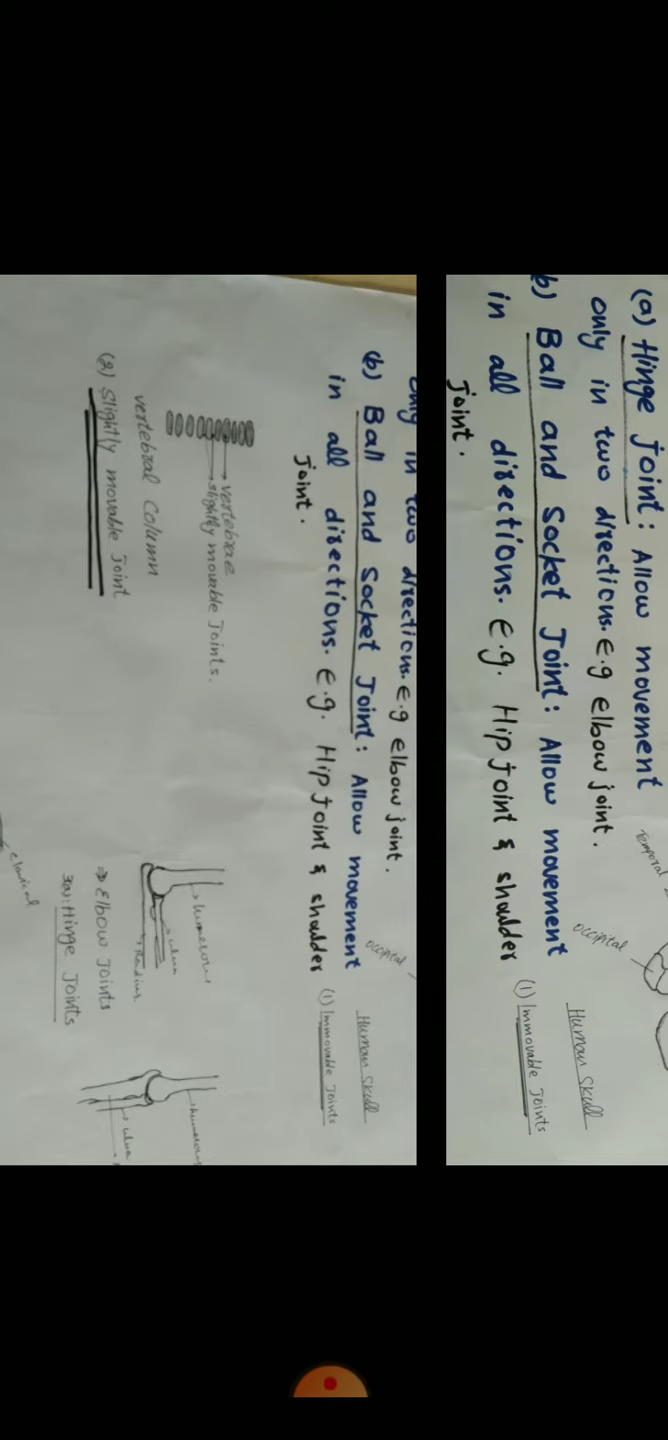 (a) Hinge Joint: Allow movement
only in two directions. E.g elbow joint.
b) Ball and Socket Joint: Allow movement
in all directions. E.g. Hip Joint & shoulder
Joint.
Temporal
occipital
Human Skull
(1) Immovable Joints
only in two directions. E.g elbow joint.
(b) Ball and Socket Joint: Allow movement
in all directions. E.g. Hip Joint & shoulder
Joint.
occipital
Human Skull
(1) Immovable Joints
vertebrae
slightly movable Joints.
vertebral column
(2) Slightly movable Joint
ulna
Radius
⇒ Elbow Joints
3(a): Hinge Joints
ulna